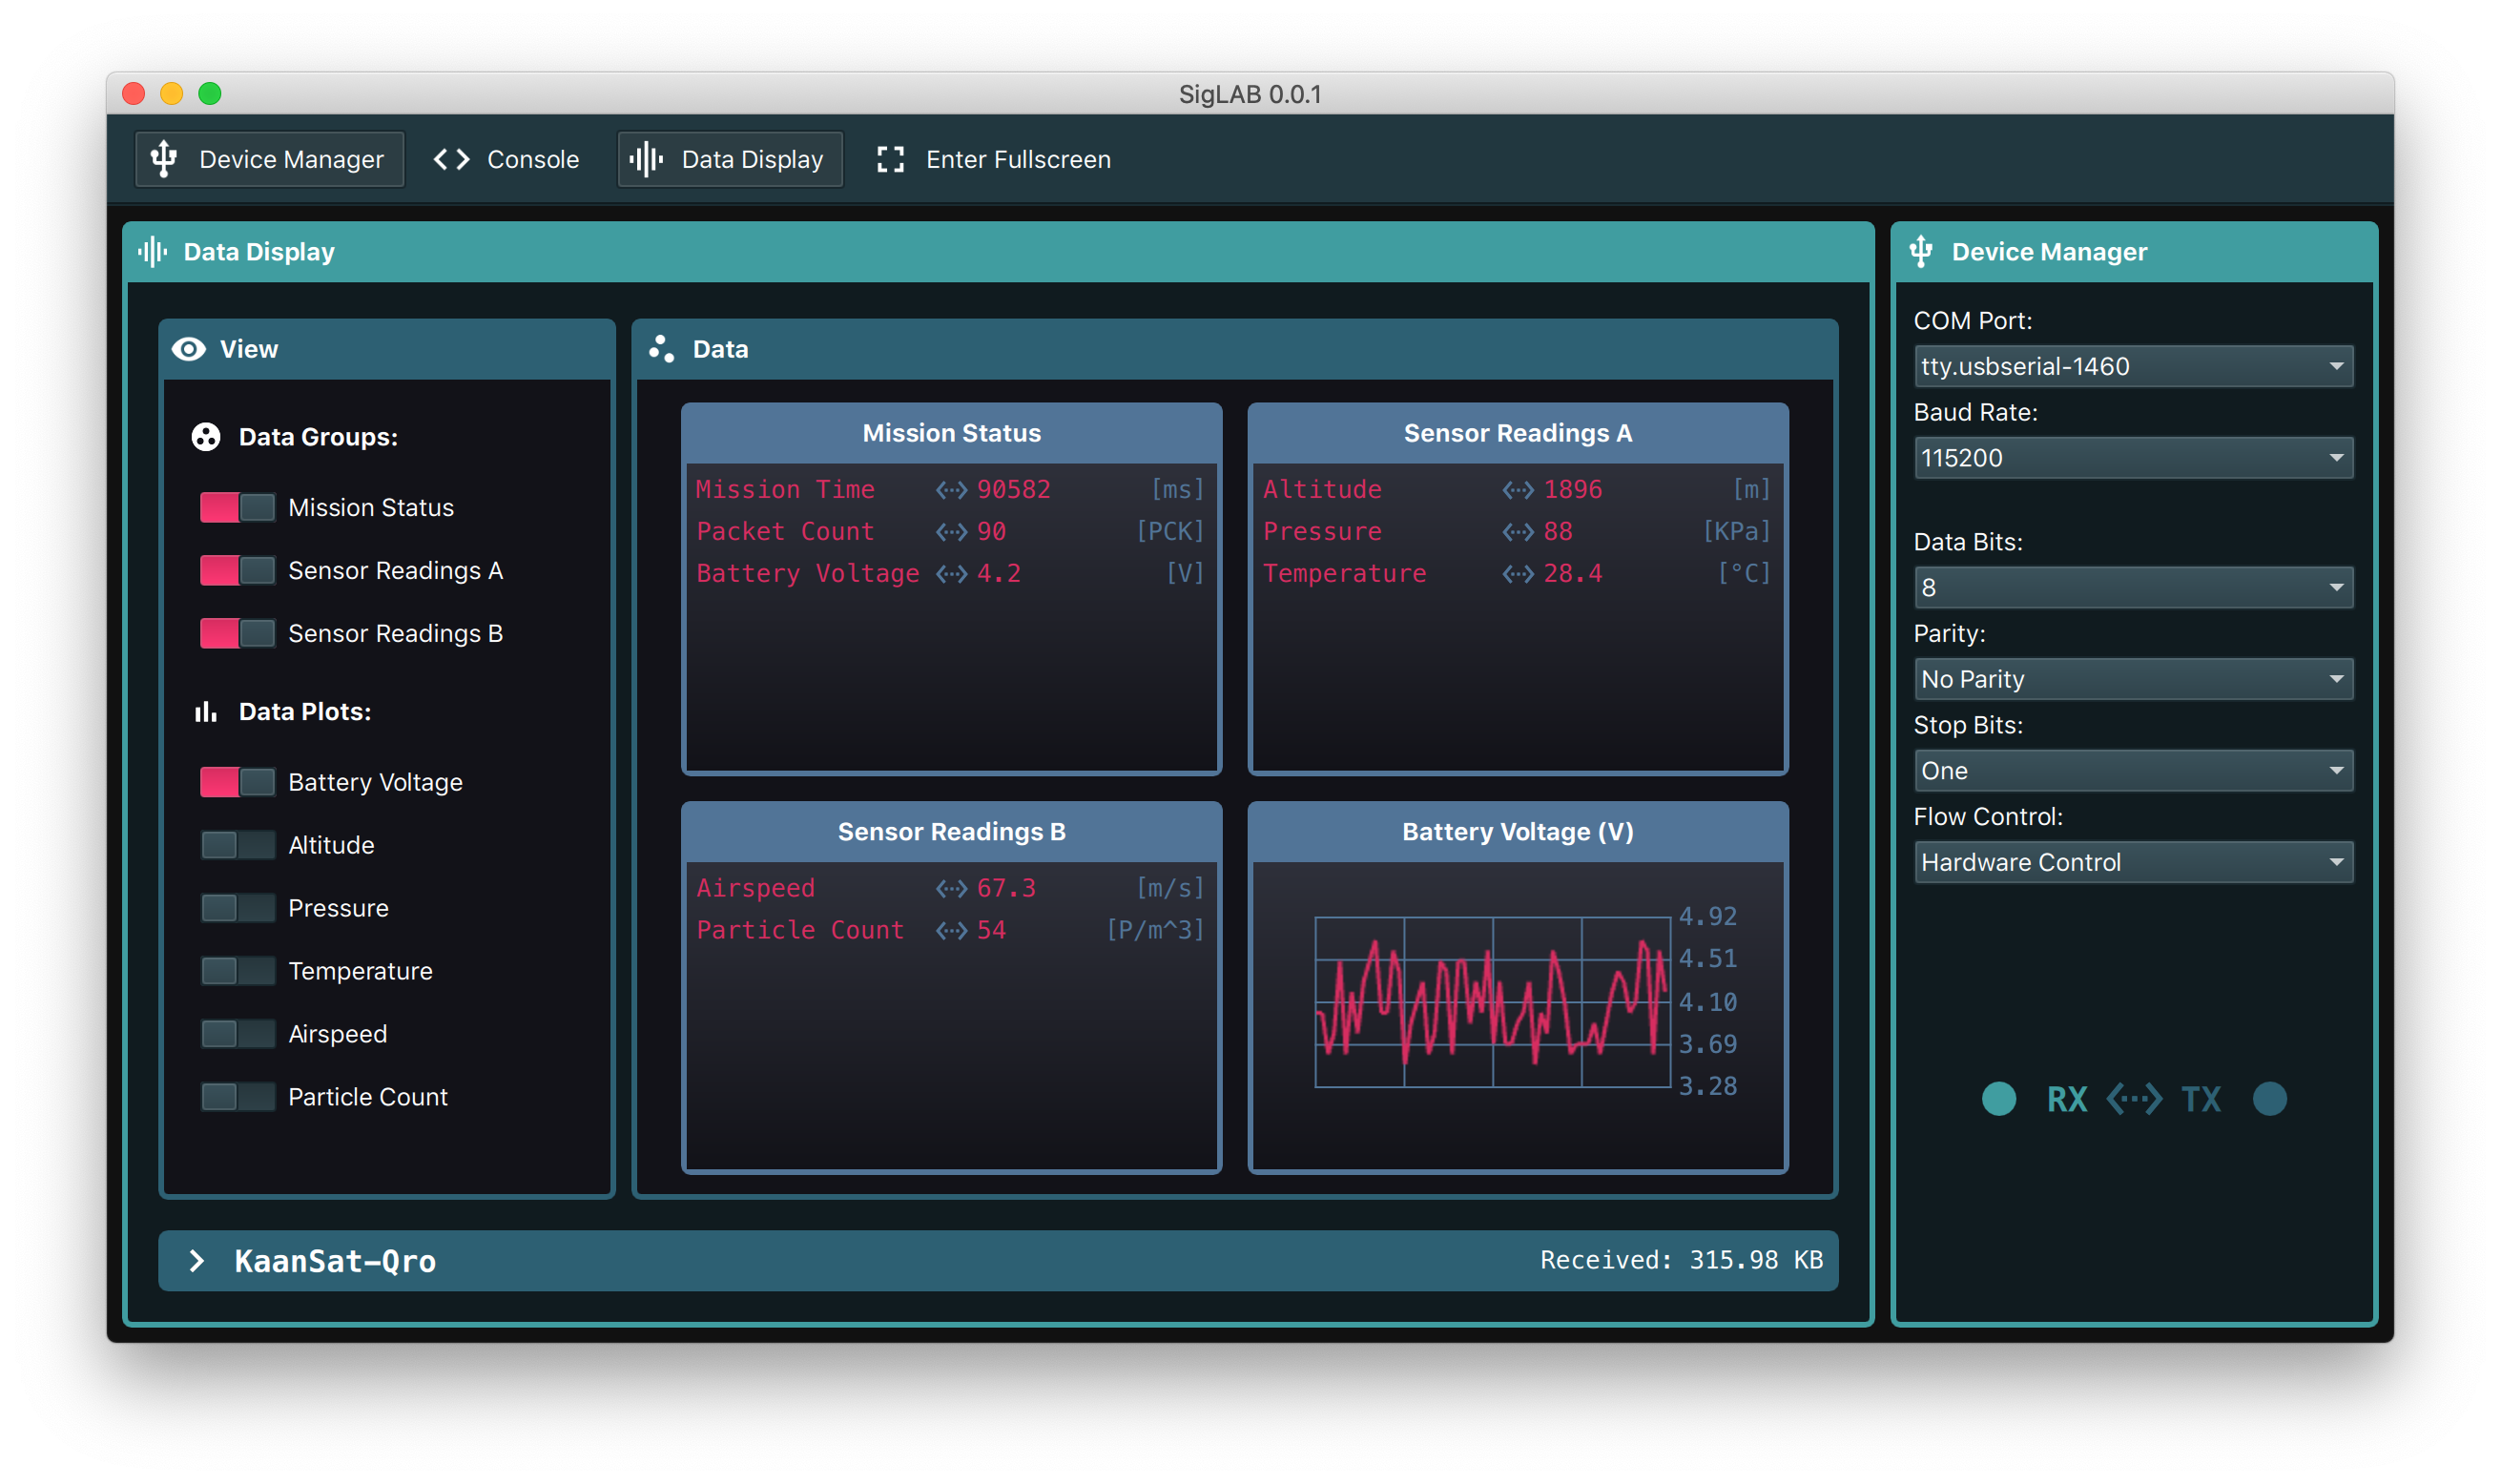 SigLAB 0.0.1
Device Manager
Console
Data Display
Enter Fullscreen
Data Display
View
Data Groups:
Mission Status
Sensor Readings A
Sensor Readings B
Data Plots:
Battery Voltage
Altitude
Pressure
Temperature
Airspeed
Particle Count
Data
Mission Status
Mission Time 90582 [ms]
Packet Count 90 [PCK]
Battery Voltage 4.2 [V]
Sensor Readings A
Altitude 1896 [m]
Pressure 88 [KPa]
Temperature 28.4 [°C]
Sensor Readings B
Airspeed 67.3 [m/s]
Particle Count 54 [P/m^3]
Battery Voltage (V)
4.92
4.51
4.10
3.69
3.28
KaanSat-Qro
Received: 315.98 KB
Device Manager
COM Port:
tty.usbserial-1460
Baud Rate:
115200
Data Bits:
8
Parity:
No Parity
Stop Bits:
One
Flow Control:
Hardware Control
RX TX